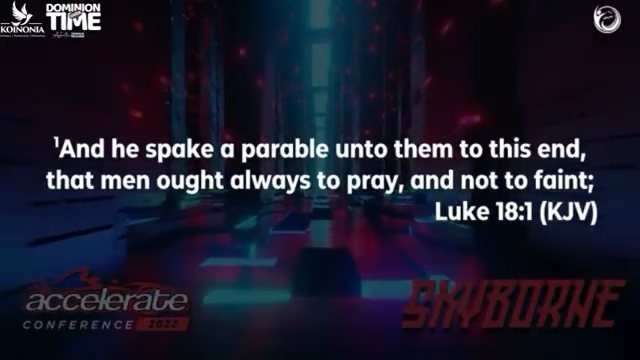 KOINONIA
DOMINION
TIME
¹And he spake a parable unto them to this end,
that men ought always to pray, and not to faint;
Luke 18:1 (KJV)
accelerate
CONFERENCE
SKYBORNE